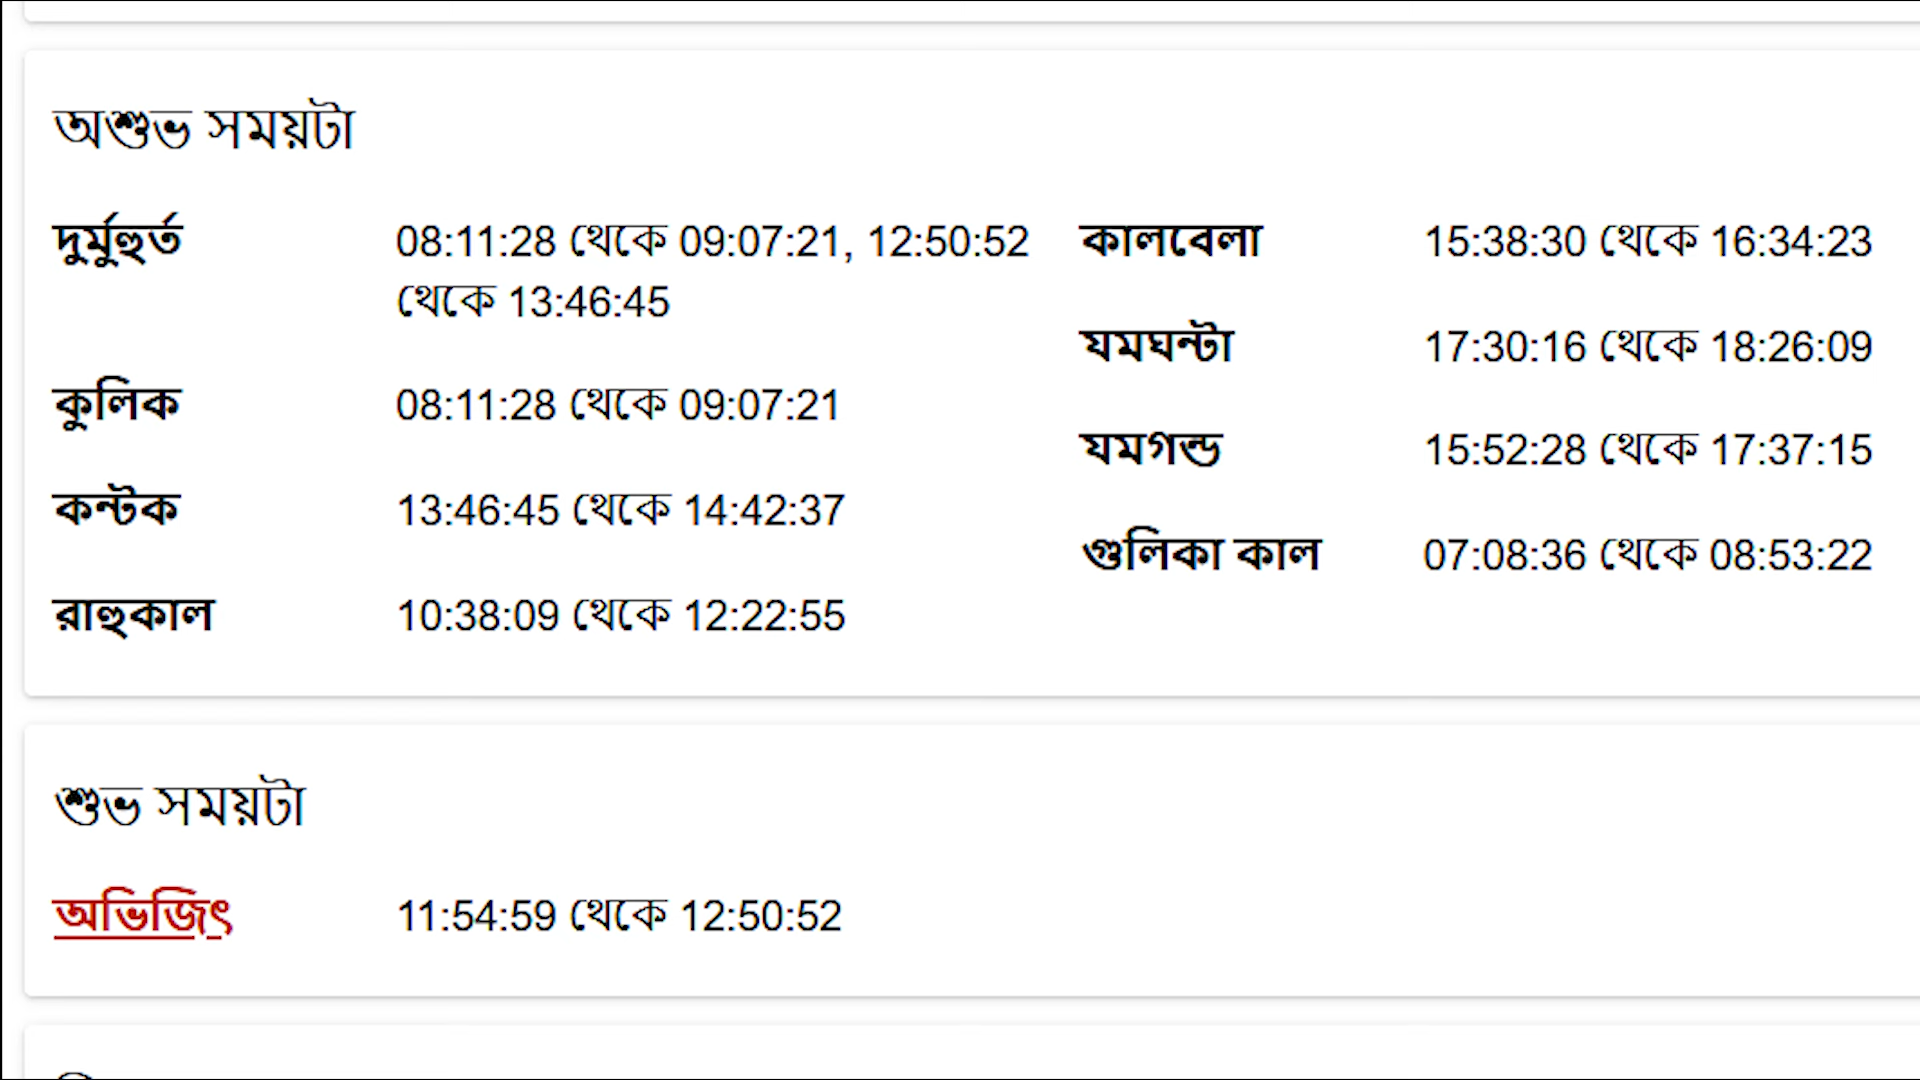 অশুভ সময়টা
দুর্মুহুর্ত 08:11:28 থেকে 09:07:21, 12:50:52
থেকে 13:46:45
কুলিক 08:11:28 থেকে 09:07:21
কন্টক 13:46:45 থেকে 14:42:37
রাহুকাল 10:38:09 থেকে 12:22:55
কালবেলা 15:38:30 থেকে 16:34:23
যমঘন্টা 17:30:16 থেকে 18:26:09
যমগন্ড 15:52:28 থেকে 17:37:15
গুলিকা কাল 07:08:36 থেকে 08:53:22
শুভ সময়টা
অভিজিৎ 11:54:59 থেকে 12:50:52